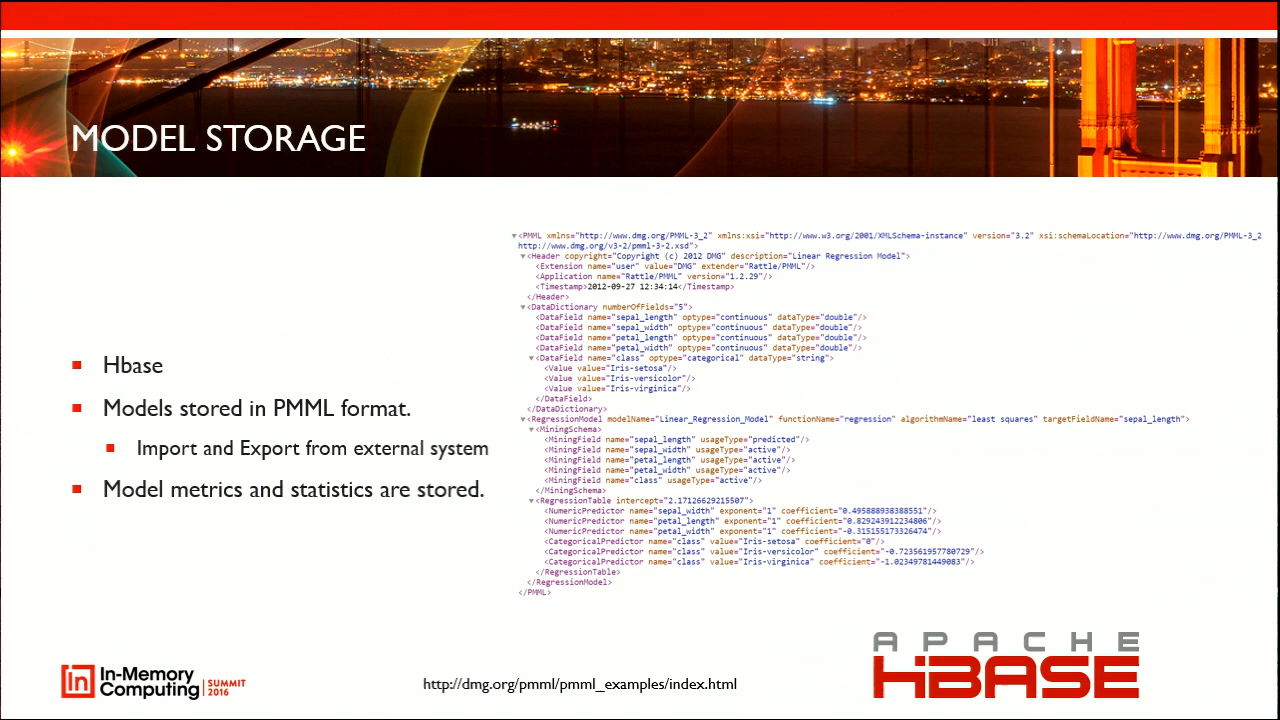 MODEL STORAGE
Hbase
Models stored in PMML format.
Import and Export from external system
Model metrics and statistics are stored.
<PMML xmlns="http://www.dmg.org/PMML-3_2" xmlns:xsi="http://www.w3.org/2001/XMLSchema-instance" version="3.2" xsi:schemaLocation="http://www.dmg.org/PMML-3_2
http://www.dmg.org/v3-2/pmml-3-2.xsd">
<Header copyright="Copyright (c) 2012 DMG" description="Linear Regression Model">
<Extension name="user" value="DMG" extender="Rattle/PMML"/>
<Application name="Rattle/PMML" version="1.2.29"/>
<Timestamp>2012-09-27 12:34:14</Timestamp>
</Header>
<DataDictionary numberOfFields="5">
<DataField name="sepal_length" optype="continuous" dataType="double"/>
<DataField name="sepal_width" optype="continuous" dataType="double"/>
<DataField name="petal_length" optype="continuous" dataType="double"/>
<DataField name="petal_width" optype="continuous" dataType="double"/>
<DataField name="class" optype="categorical" dataType="string">
<Value value="Iris-setosa"/>
<Value value="Iris-versicolor"/>
<Value value="Iris-virginica"/>
</DataField>
</DataDictionary>
<RegressionModel modelName="Linear_Regression_Model" functionName="regression" algorithmName="least squares" targetFieldName="sepal_length">
<MiningSchema>
<MiningField name="sepal_length" usageType="predicted"/>
<MiningField name="sepal_width" usageType="active"/>
<MiningField name="petal_length" usageType="active"/>
<MiningField name="petal_width" usageType="active"/>
<MiningField name="class" usageType="active"/>
</MiningSchema>
<RegressionTable intercept="2.17126629215507">
<NumericPredictor name="sepal_width" exponent="1" coefficient="0.495888938388551"/>
<NumericPredictor name="petal_length" exponent="1" coefficient="0.829243912234806"/>
<NumericPredictor name="petal_width" exponent="1" coefficient="-0.315155173326474"/>
<CategoricalPredictor name="class" value="Iris-setosa" coefficient="0"/>
<CategoricalPredictor name="class" value="Iris-versicolor" coefficient="-0.723561957780729"/>
<CategoricalPredictor name="class" value="Iris-virginica" coefficient="-1.02349781449083"/>
</RegressionTable>
</RegressionModel>
</PMML>
in In-Memory Computing SUMMIT 2016
http://dmg.org/pmml/pmml_examples/index.html
APACHE
HBASE